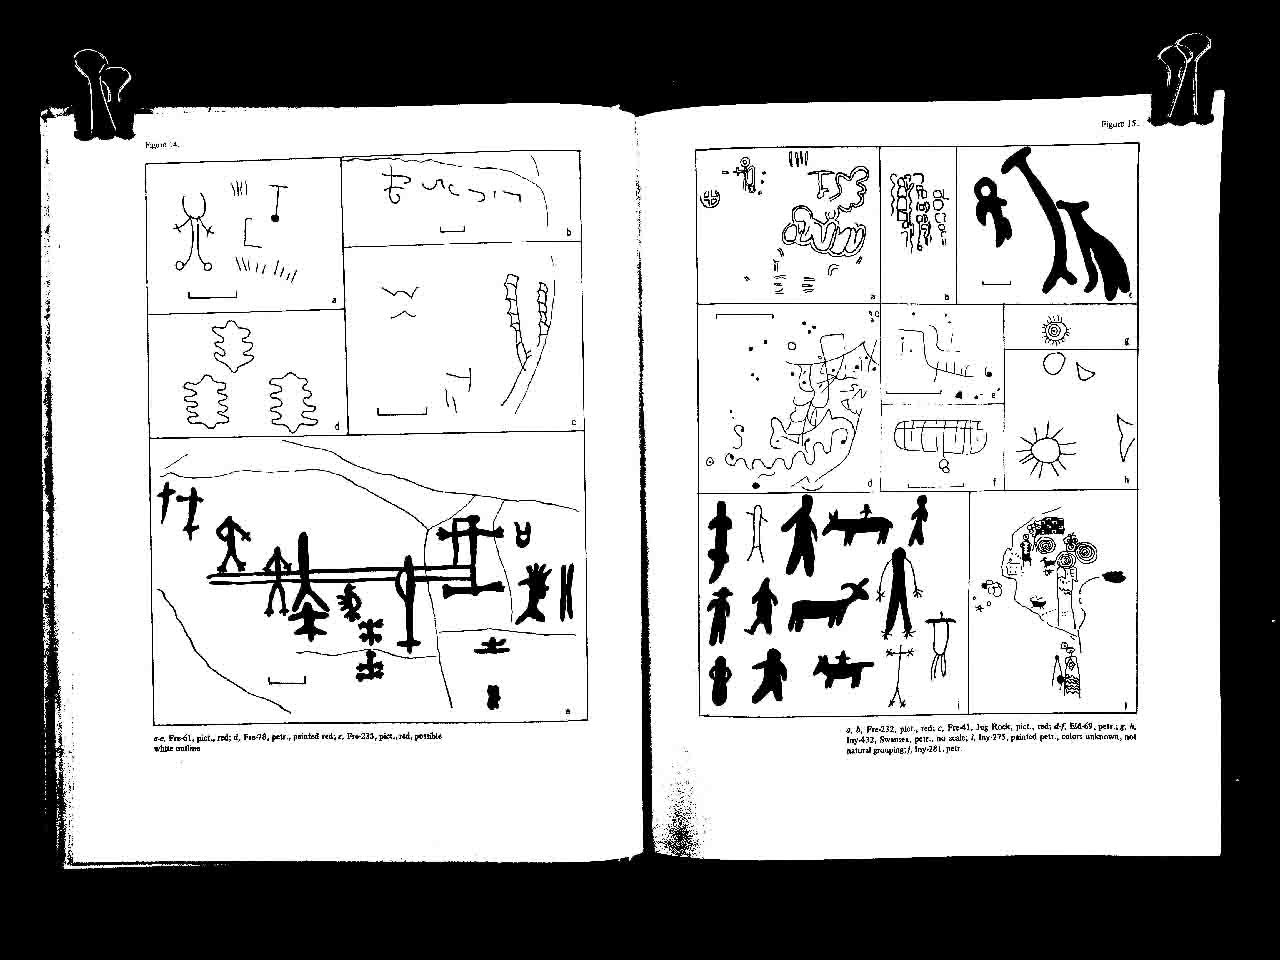 Figure 14.
a
b
c
d
e
a-c, Fre-61, pict., red; d, Fre-78, petr., painted red; e, Fre-235, pict., red, possible
white outline
Figure 15.
a
b
c
d
e
f
g
h
i
j
a, b, Fre-232, pict., red; c, Fre-41, Jug Rock, pict., red; d-f, Eld-69, petr.; g, h,
Iny-432, Swansea, petr., no scale; i, Iny-275, painted petr., colors unknown, not
natural grouping; j, Iny-281, petr.